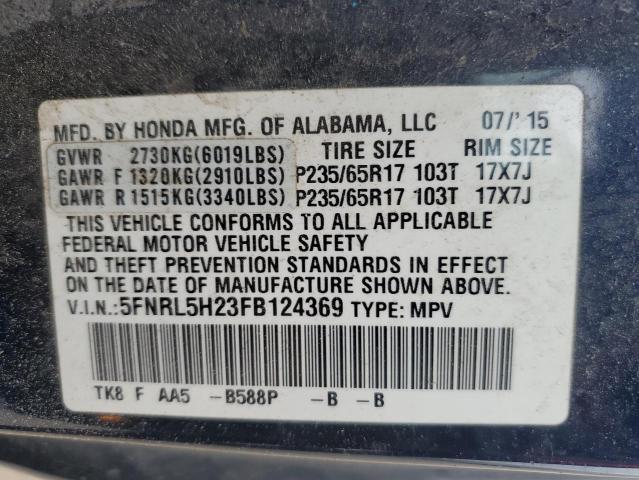 MFD. BY HONDA MFG. OF ALABAMA, LLC 07/'15
GVWR 2730KG(6019LBS) TIRE SIZE RIM SIZE
GAWR F 1320KG(2910LBS) P235/65R17 103T 17X7J
GAWR R 1515KG(3340LBS) P235/65R17 103T 17X7J
THIS VEHICLE CONFORMS TO ALL APPLICABLE
FEDERAL MOTOR VEHICLE SAFETY
AND THEFT PREVENTION STANDARDS IN EFFECT
ON THE DATE OF MANUFACTURE SHOWN ABOVE.
V.I.N.:5FNRL5H23FB124369 TYPE: MPV
TK8 F AA5 -B588P -B -B